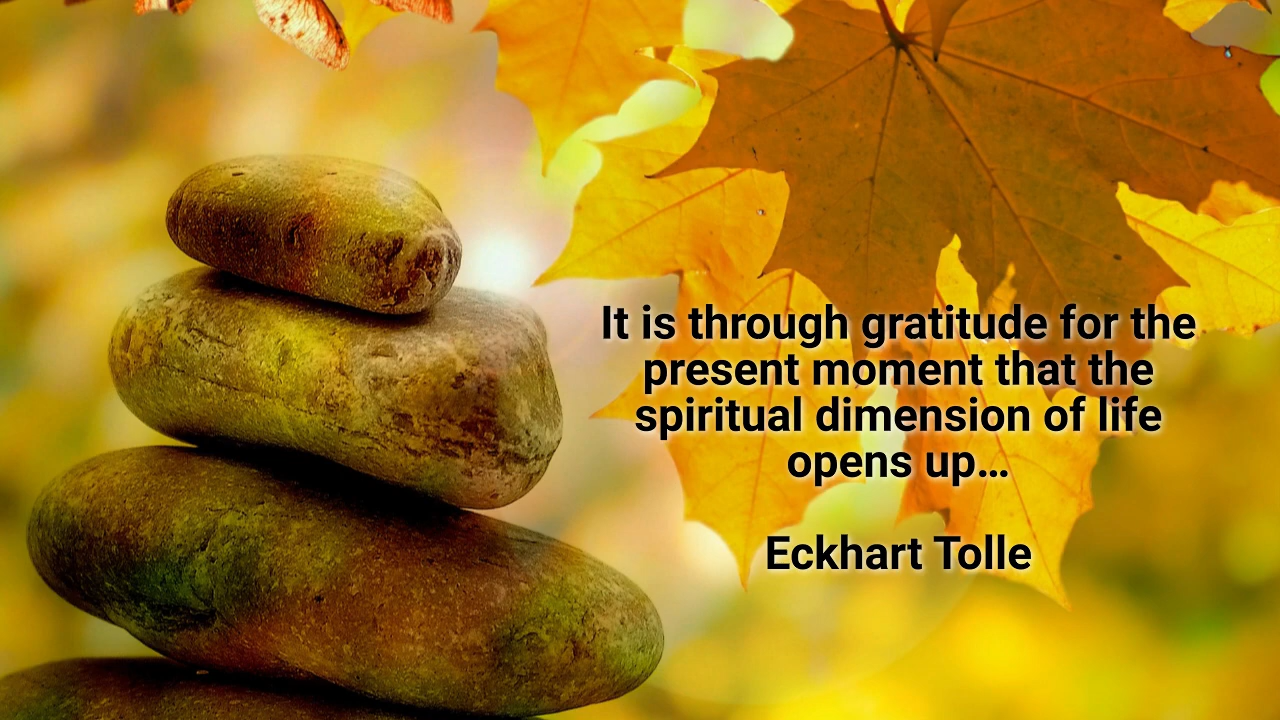 It is through gratitude for the
present moment that the
spiritual dimension of life
opens up…
Eckhart Tolle